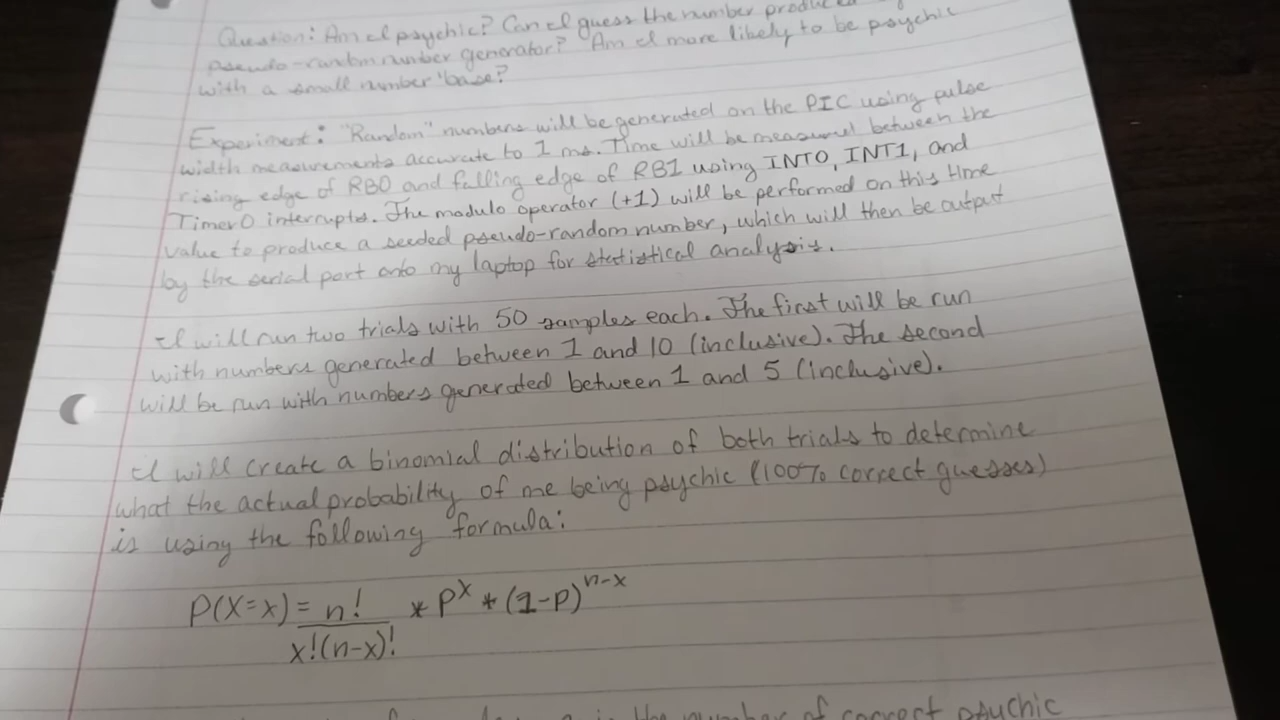 Question: Am I psychic? Can I guess the number produced
pseudo-random number generator? Am I more likely to be psychic
with a small number 'base?
Experiment: "Random" numbers will be generated on the PIC using pulse
width measurements accurate to 1 ms. Time will be measured between the
rising edge of RB0 and falling edge of RB1 using INT0, INT1, and
Timer0 interrupts. The modulo operator (+1) will be performed on this time
value to produce a seeded pseudo-random number, which will then be output
by the serial port onto my laptop for statistical analysis.
I will run two trials with 50 samples each. The first will be run
with numbers generated between 1 and 10 (inclusive). The second
will be run with numbers generated between 1 and 5 (inclusive).
I will create a binomial distribution of both trials to determine
what the actual probability of me being psychic (100% correct guesses)
is using the following formula:
P(X=x) = n! * p^x * (1-p)^n-x
x!(n-x)!
is the number of correct psychic